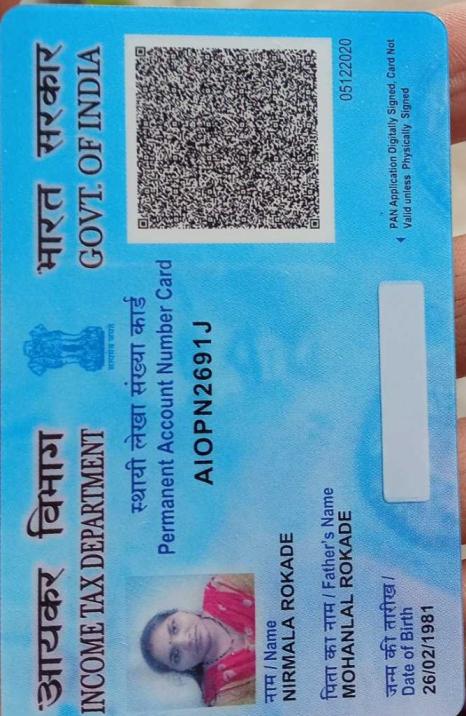 आयकर विभाग
INCOME TAX DEPARTMENT
भारत सरकार
GOVT. OF INDIA
सत्यमेव जयते
स्थायी लेखा संख्या कार्ड
Permanent Account Number Card
AIOPN2691J
नाम / Name
NIRMALA ROKADE
पिता का नाम / Father's Name
MOHANLAL ROKADE
जन्म की तारीख /
Date of Birth
26/02/1981
05122020
PAN Application Digitally Signed, Card Not
Valid unless Physically Signed